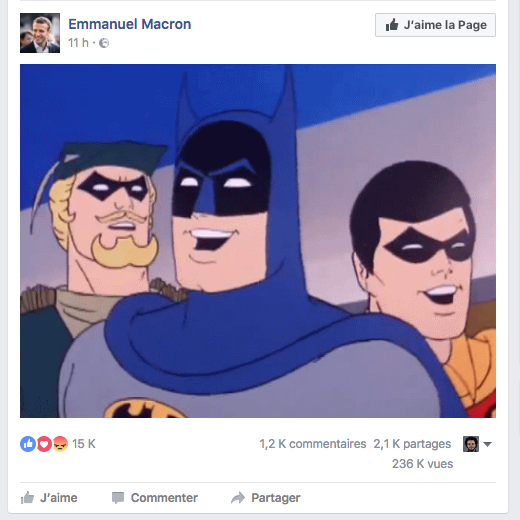 Emmanuel Macron
J'aime la Page
11 h ·
15 K
1,2 K commentaires 2,1 K partages
236 K vues
J'aime Commenter Partager